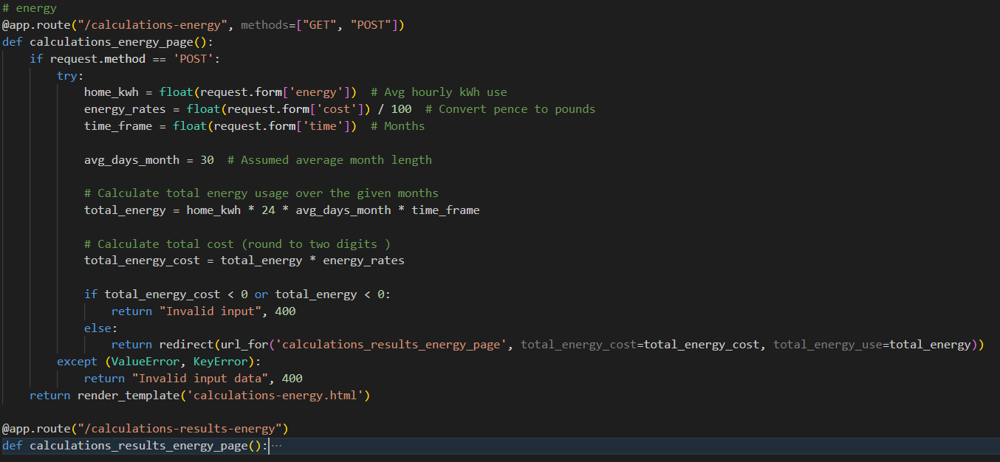 # energy
@app.route("/calculations-energy", methods=["GET", "POST"])
def calculations_energy_page():
    if request.method == 'POST':
        try:
            home_kwh = float(request.form['energy'])  # Avg hourly kWh use
            energy_rates = float(request.form['cost']) / 100  # Convert pence to pounds
            time_frame = float(request.form['time'])  # Months

            avg_days_month = 30  # Assumed average month length

            # Calculate total energy usage over the given months
            total_energy = home_kwh * 24 * avg_days_month * time_frame

            # Calculate total cost (round to two digits )
            total_energy_cost = total_energy * energy_rates

            if total_energy_cost < 0 or total_energy < 0:
                return "Invalid input", 400
            else:
                return redirect(url_for('calculations_results_energy_page', total_energy_cost=total_energy_cost, total_energy_use=total_energy))
        except (ValueError, KeyError):
            return "Invalid input data", 400
    return render_template('calculations-energy.html')

@app.route("/calculations-results-energy")
def calculations_results_energy_page():···